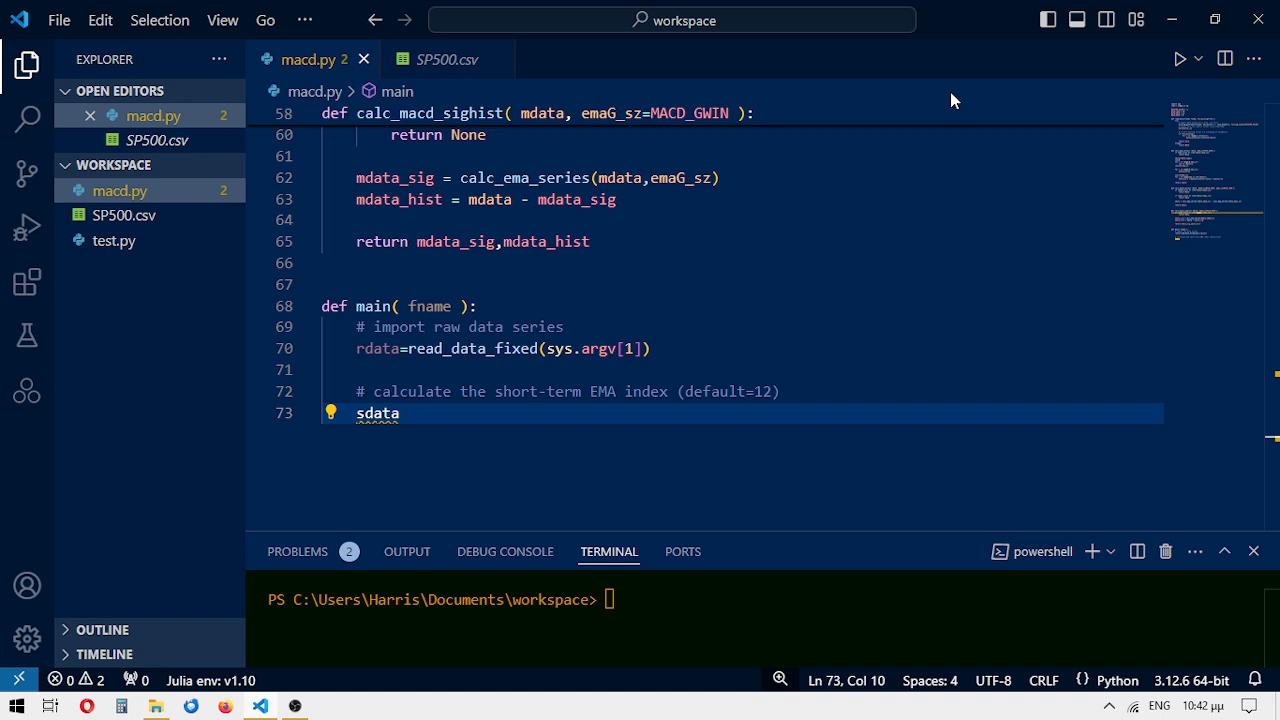 File Edit Selection View Go ··· workspace
EXPLORER ···
OPEN EDITORS
macd.py 2
SP500.csv
WORKSPACE
macd.py 2
SP500.csv
test.py
OUTLINE
TIMELINE
macd.py 2 SP500.csv
macd.py > main
58 def calc_macd_sighist( mdata, emaG_sz=MACD_GWIN ):
60 return None
61
62 mdata_sig = calc_ema_series(mdata,emaG_sz)
63 mdata_hist = mdata - mdata_sig
64
65 return mdata_sig,mdata_hist
66
67
68 def main( fname ):
69 # import raw data series
70 rdata=read_data_fixed(sys.argv[1])
71
72 # calculate the short-term EMA index (default=12)
73 sdata
PROBLEMS 2 OUTPUT DEBUG CONSOLE TERMINAL PORTS powershell
PS C:\Users\Harris\Documents\workspace>
0 2 0 Julia env: v1.10 Ln 73, Col 10 Spaces: 4 UTF-8 CRLF {} Python 3.12.6 64-bit
ENG 10:42 μμ